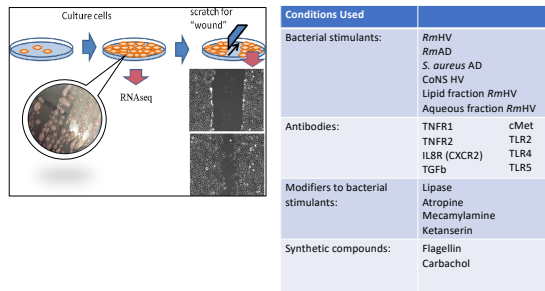 Culture cells
scratch for
"wound"
RNAseq
Conditions Used
Bacterial stimulants:
RmHV
RmAD
S. aureus AD
CoNS HV
Lipid fraction RmHV
Aqueous fraction RmHV
Antibodies:
TNFR1 cMet
TNFR2 TLR2
IL8R (CXCR2) TLR4
TGFb TLR5
Modifiers to bacterial
stimulants:
Lipase
Atropine
Mecamylamine
Ketanserin
Synthetic compounds:
Flagellin
Carbachol